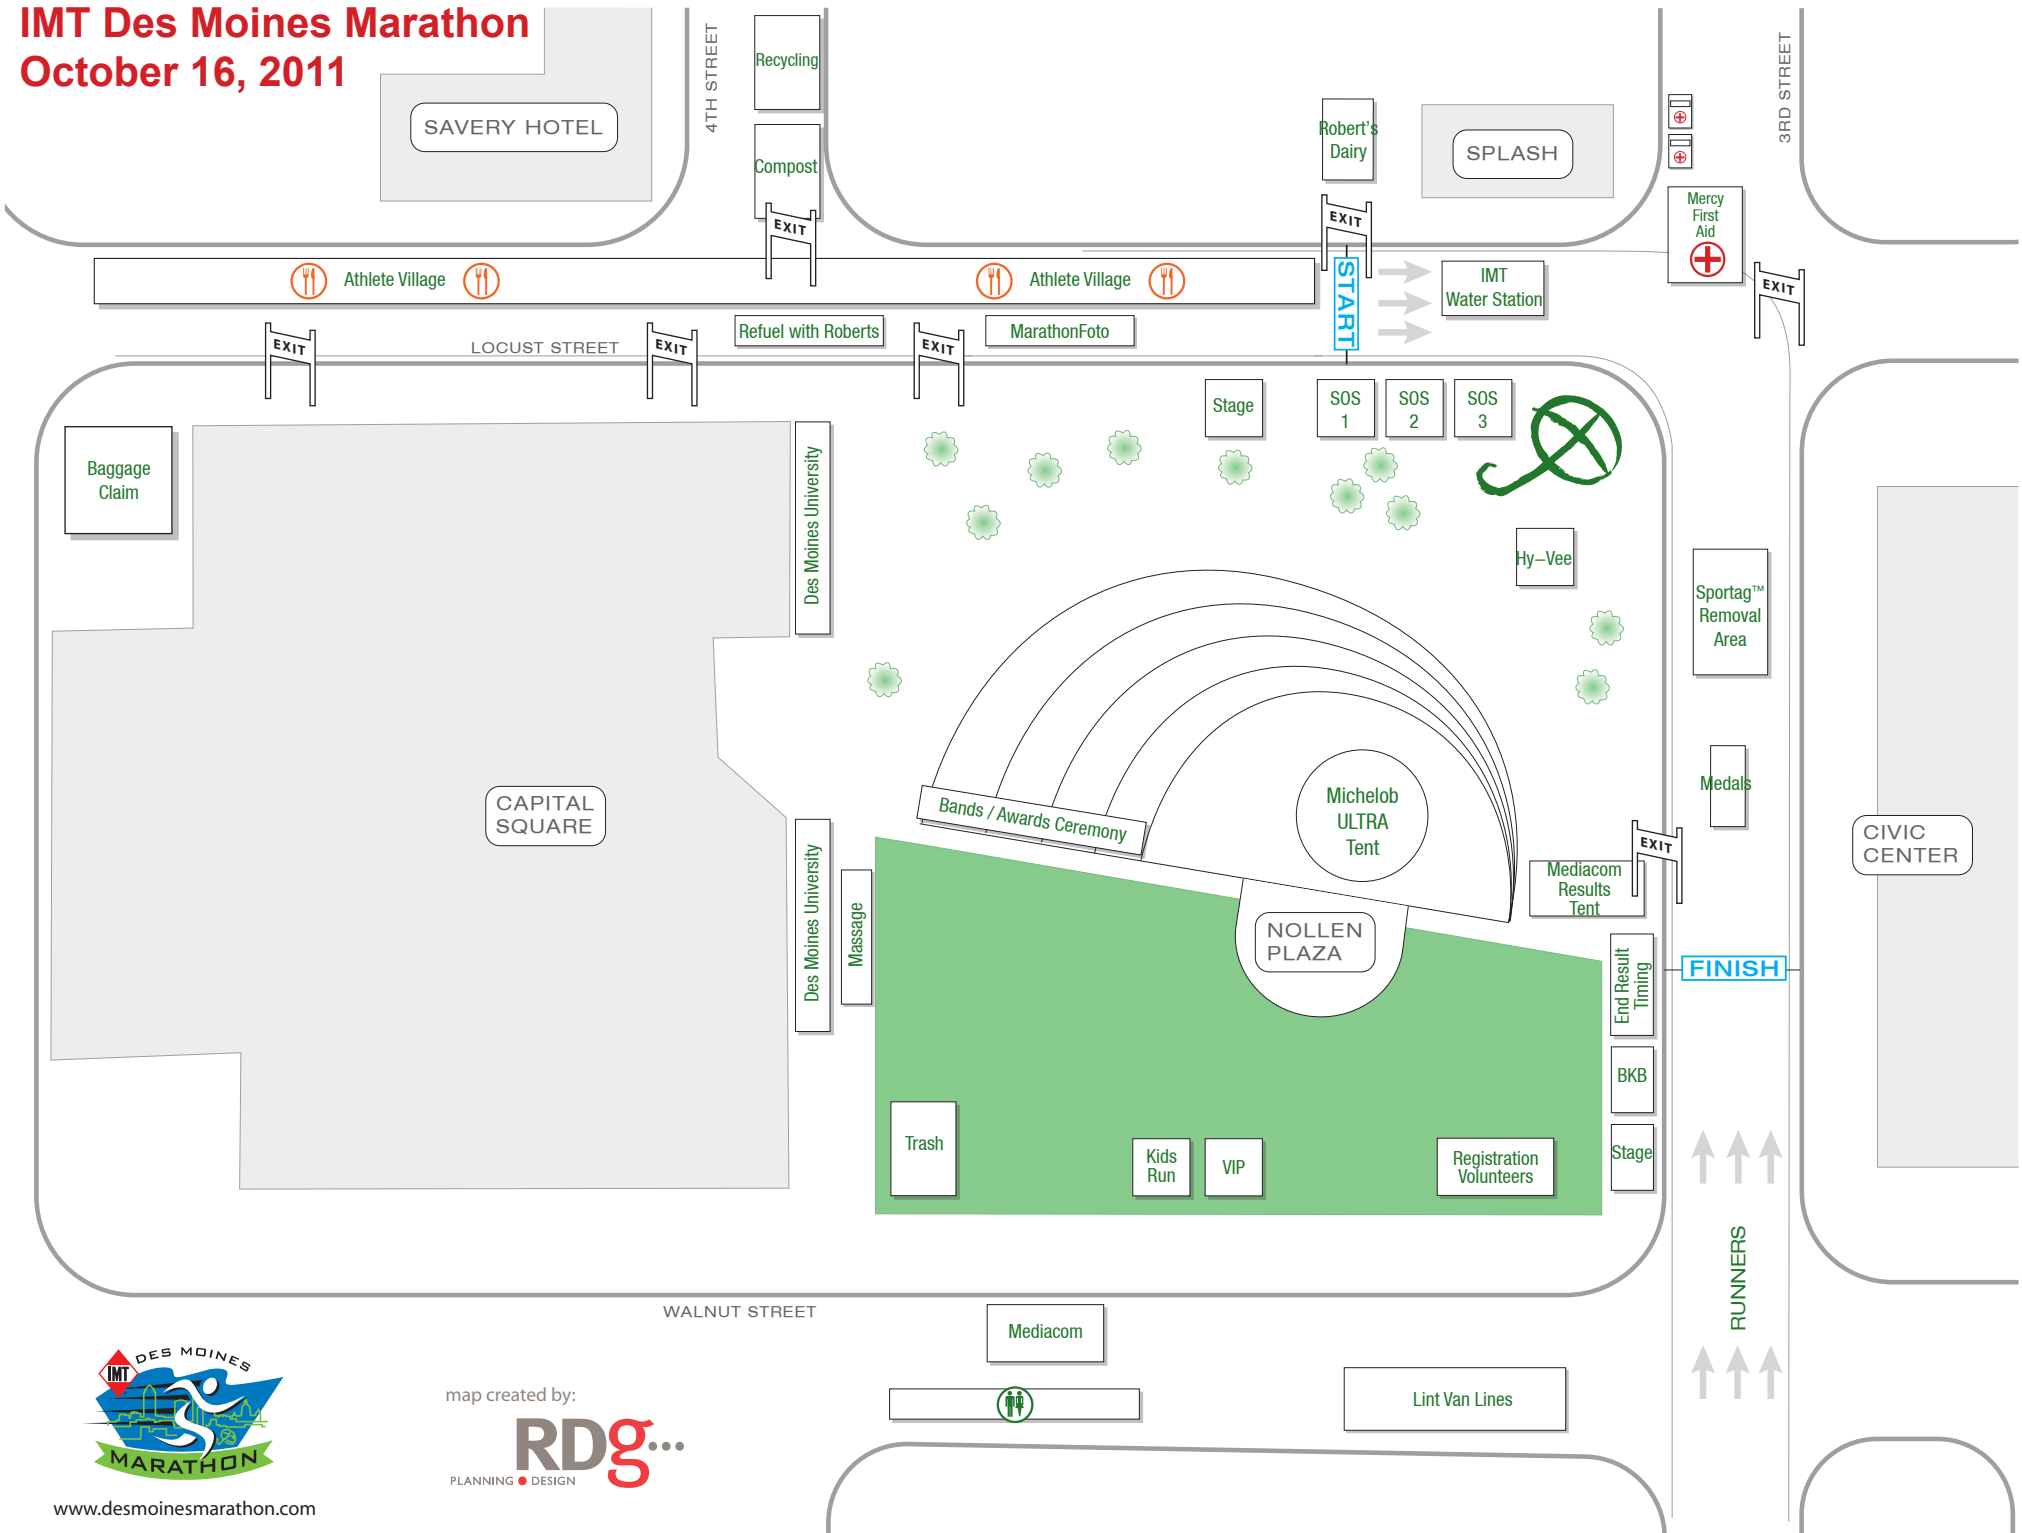 IMT Des Moines Marathon
October 16, 2011
SAVERY HOTEL
4TH STREET
Recycling
Compost
EXIT
Robert's
Dairy
EXIT
SPLASH
3RD STREET
Mercy
First
Aid
EXIT
Athlete Village
Athlete Village
START
IMT
Water Station
Refuel with Roberts
MarathonFoto
EXIT
LOCUST STREET
EXIT
EXIT
Baggage
Claim
Des Moines University
Stage
SOS
1
SOS
2
SOS
3
Hy–Vee
Sportag™
Removal
Area
Medals
CAPITAL
SQUARE
Bands / Awards Ceremony
Michelob
ULTRA
Tent
EXIT
CIVIC
CENTER
Mediacom
Results
Tent
Des Moines University
Massage
NOLLEN
PLAZA
End Result
Timing
FINISH
BKB
Trash
Kids
Run
VIP
Registration
Volunteers
Stage
RUNNERS
WALNUT STREET
Mediacom
Lint Van Lines
IMT
DES MOINES
MARATHON
www.desmoinesmarathon.com
map created by:
RDg...
PLANNING • DESIGN